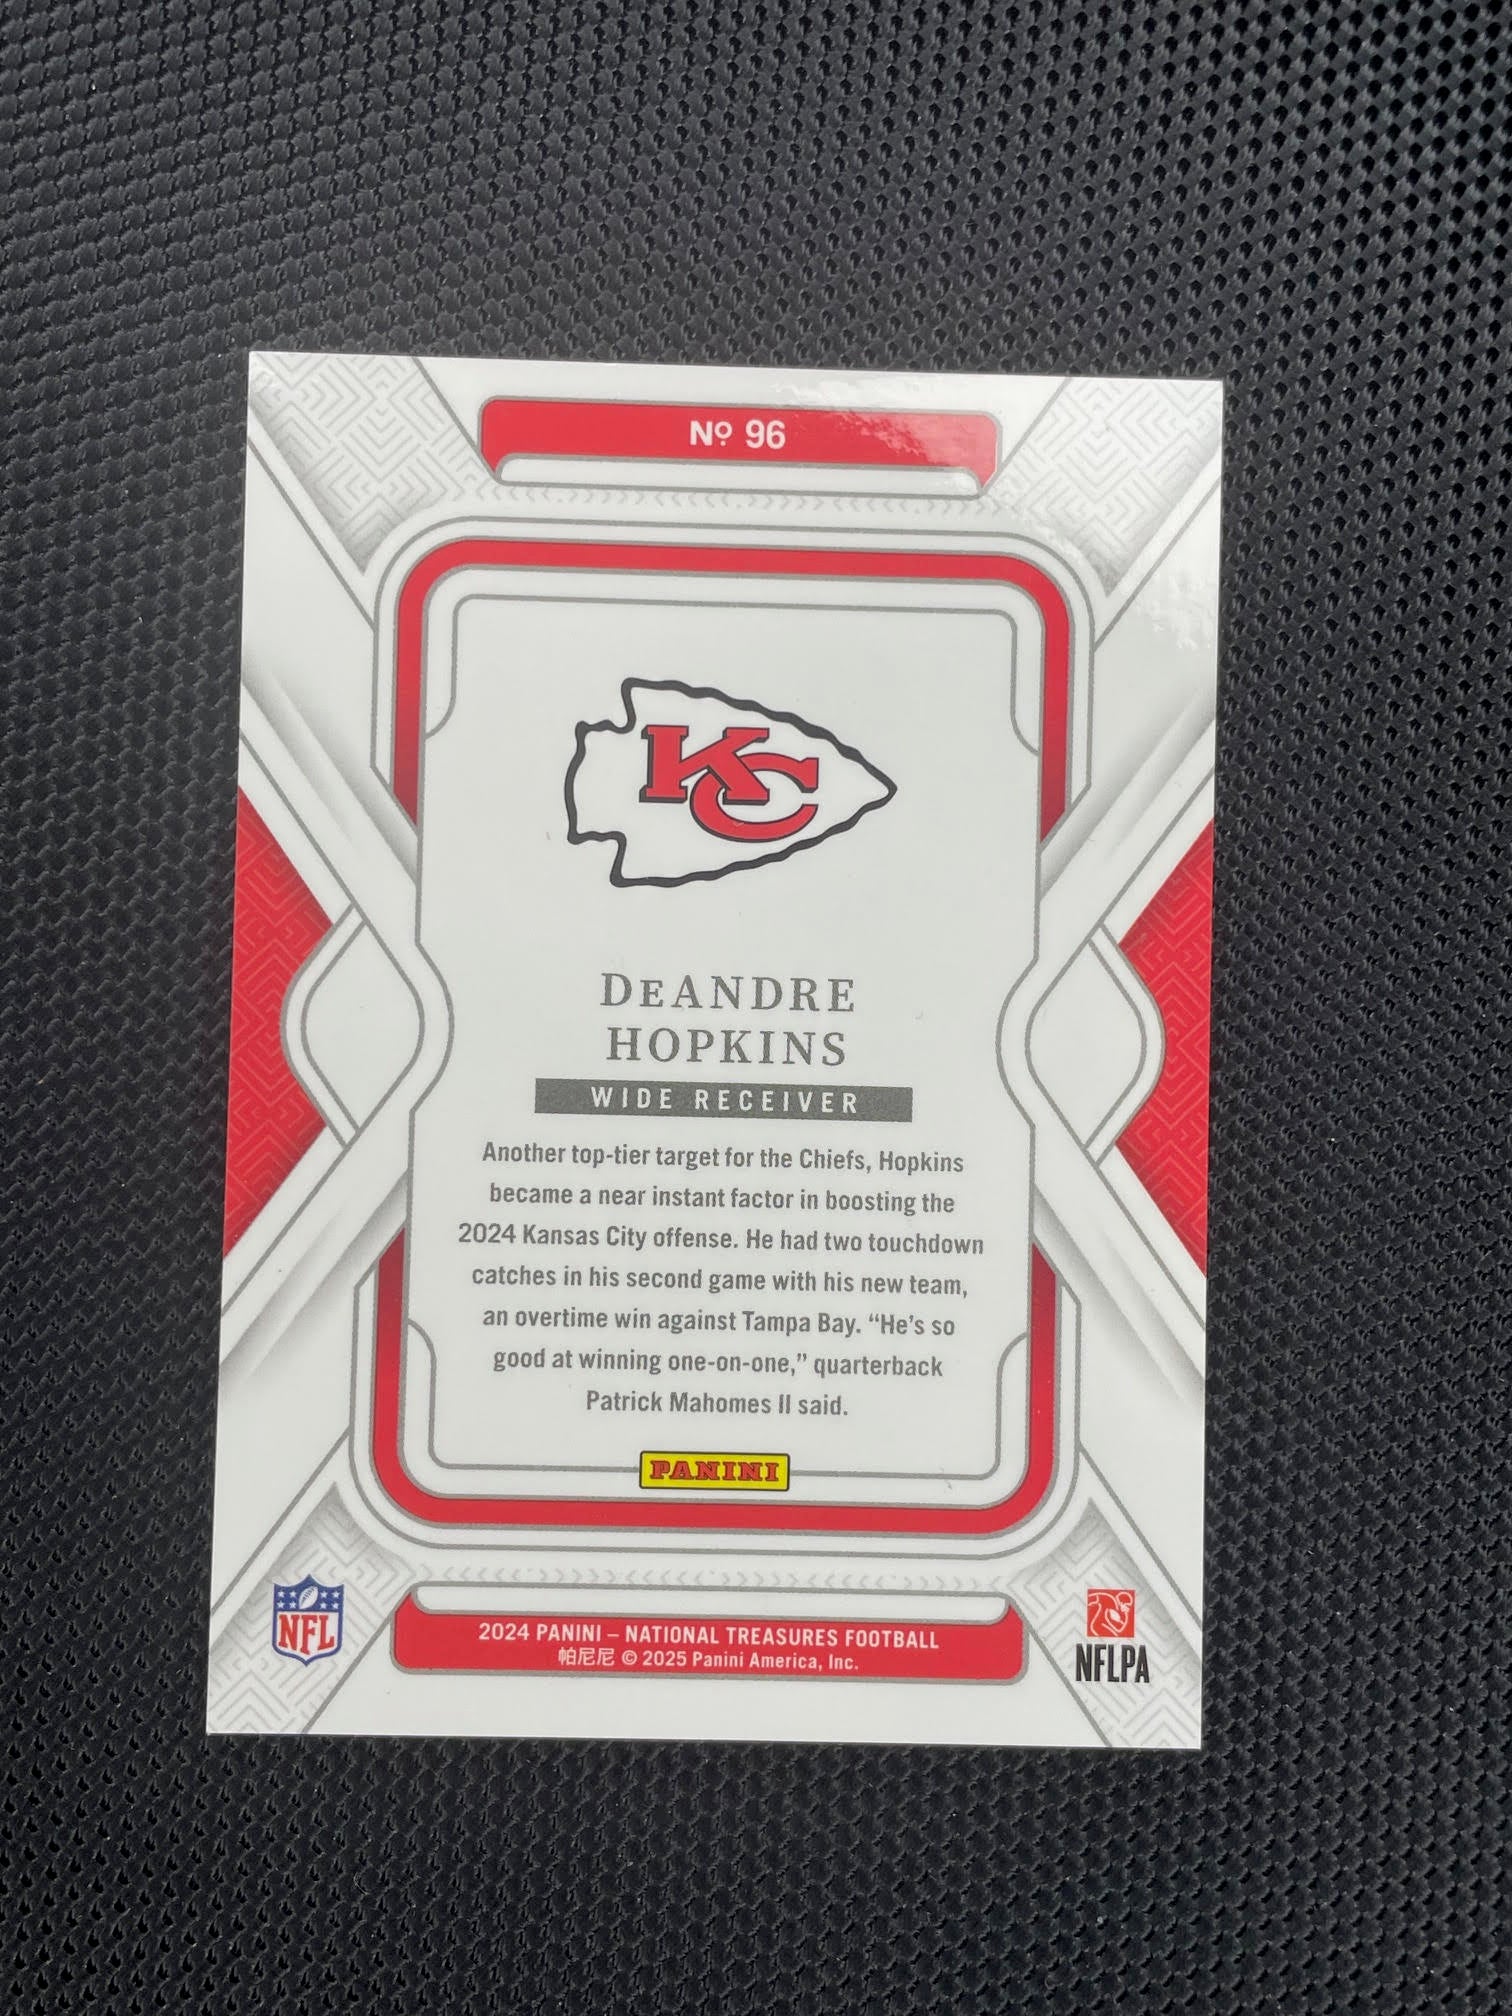 Nº 96
KC
DeANDRE
HOPKINS
WIDE RECEIVER
Another top-tier target for the Chiefs, Hopkins
became a near instant factor in boosting the
2024 Kansas City offense. He had two touchdown
catches in his second game with his new team,
an overtime win against Tampa Bay. “He’s so
good at winning one-on-one,” quarterback
Patrick Mahomes II said.
PANINI
NFL
2024 PANINI – NATIONAL TREASURES FOOTBALL
帕尼尼 © 2025 Panini America, Inc.
NFLPA